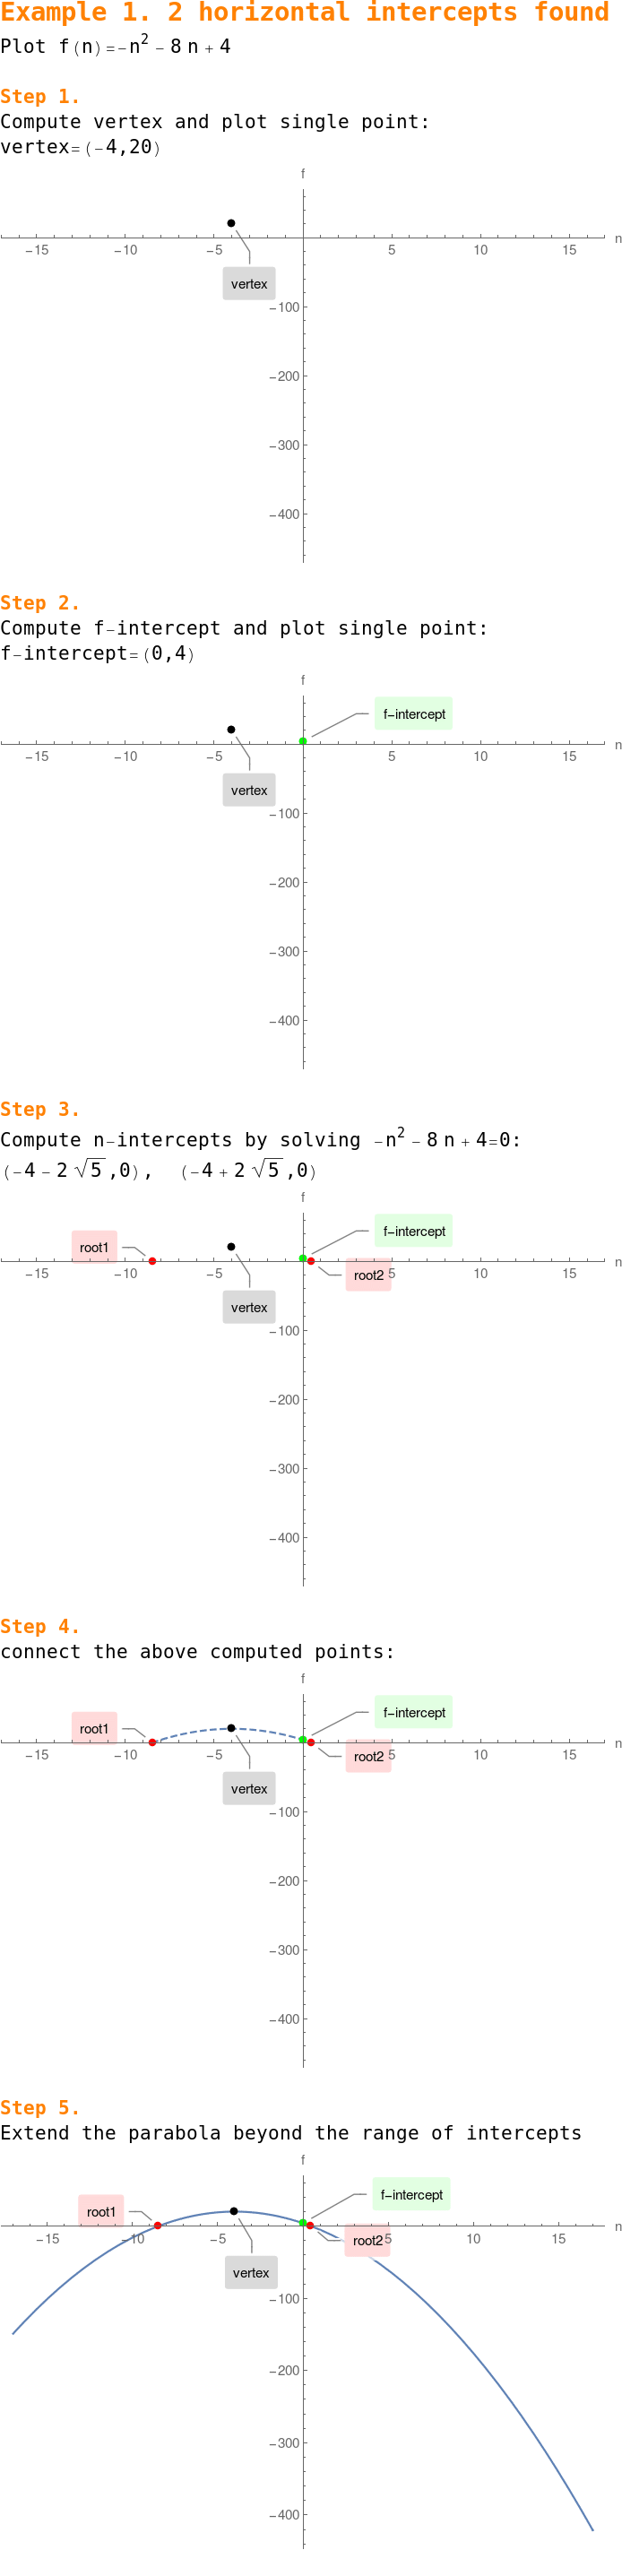 Example 1. 2 horizontal intercepts found
Plot f(n)=-n² - 8 n + 4
Step 1.
Compute vertex and plot single point:
vertex=(-4,20)
f
n
-15 -10 -5 5 10 15
vertex
-100
-200
-300
-400
Step 2.
Compute f-intercept and plot single point:
f-intercept=(0,4)
f
f-intercept
n
-15 -10 -5 5 10 15
vertex
-100
-200
-300
-400
Step 3.
Compute n-intercepts by solving -n² - 8 n + 4=0:
(-4 - 2 √5 ,0), (-4 + 2 √5 ,0)
f
f-intercept
root1
n
-15 -10 -5 root2 5 10 15
vertex
-100
-200
-300
-400
Step 4.
connect the above computed points:
f
f-intercept
root1
n
-15 -10 -5 root2 5 10 15
vertex
-100
-200
-300
-400
Step 5.
Extend the parabola beyond the range of intercepts
f
f-intercept
root1
n
-15 -10 -5 root2 5 10 15
vertex
-100
-200
-300
-400